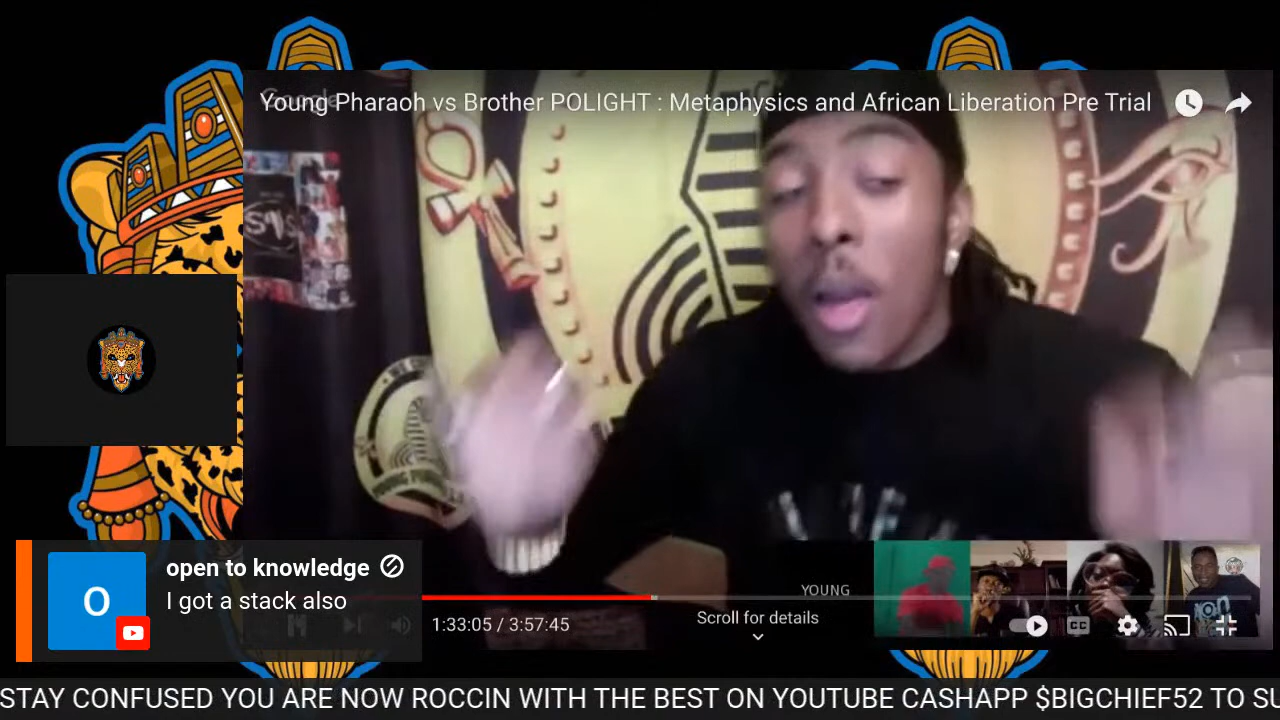 Google
Young Pharaoh vs Brother POLIGHT : Metaphysics and African Liberation Pre Trial
open to knowledge
I got a stack also
O
1:33:05 / 3:57:45
YOUNG
Scroll for details
CC
STAY CONFUSED YOU ARE NOW ROCCIN WITH THE BEST ON YOUTUBE CASHAPP $BIGCHIEF52 TO SU